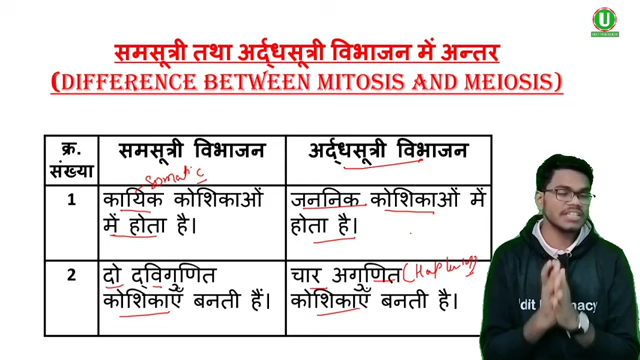 समसूत्री तथा अर्द्धसूत्री विभाजन में अन्तर
(DIFFERENCE BETWEEN MITOSIS AND MEIOSIS)
क्र. संख्या समसूत्री विभाजन अर्द्धसूत्री विभाजन
Somatic
1 कायिक कोशिकाओं जननिक कोशिकाओं में
में होता है। होता है।
2 दो द्विगुणित चार अगुणित
कोशिकाएँ बनती हैं। कोशिकाएँ बनती है।
U